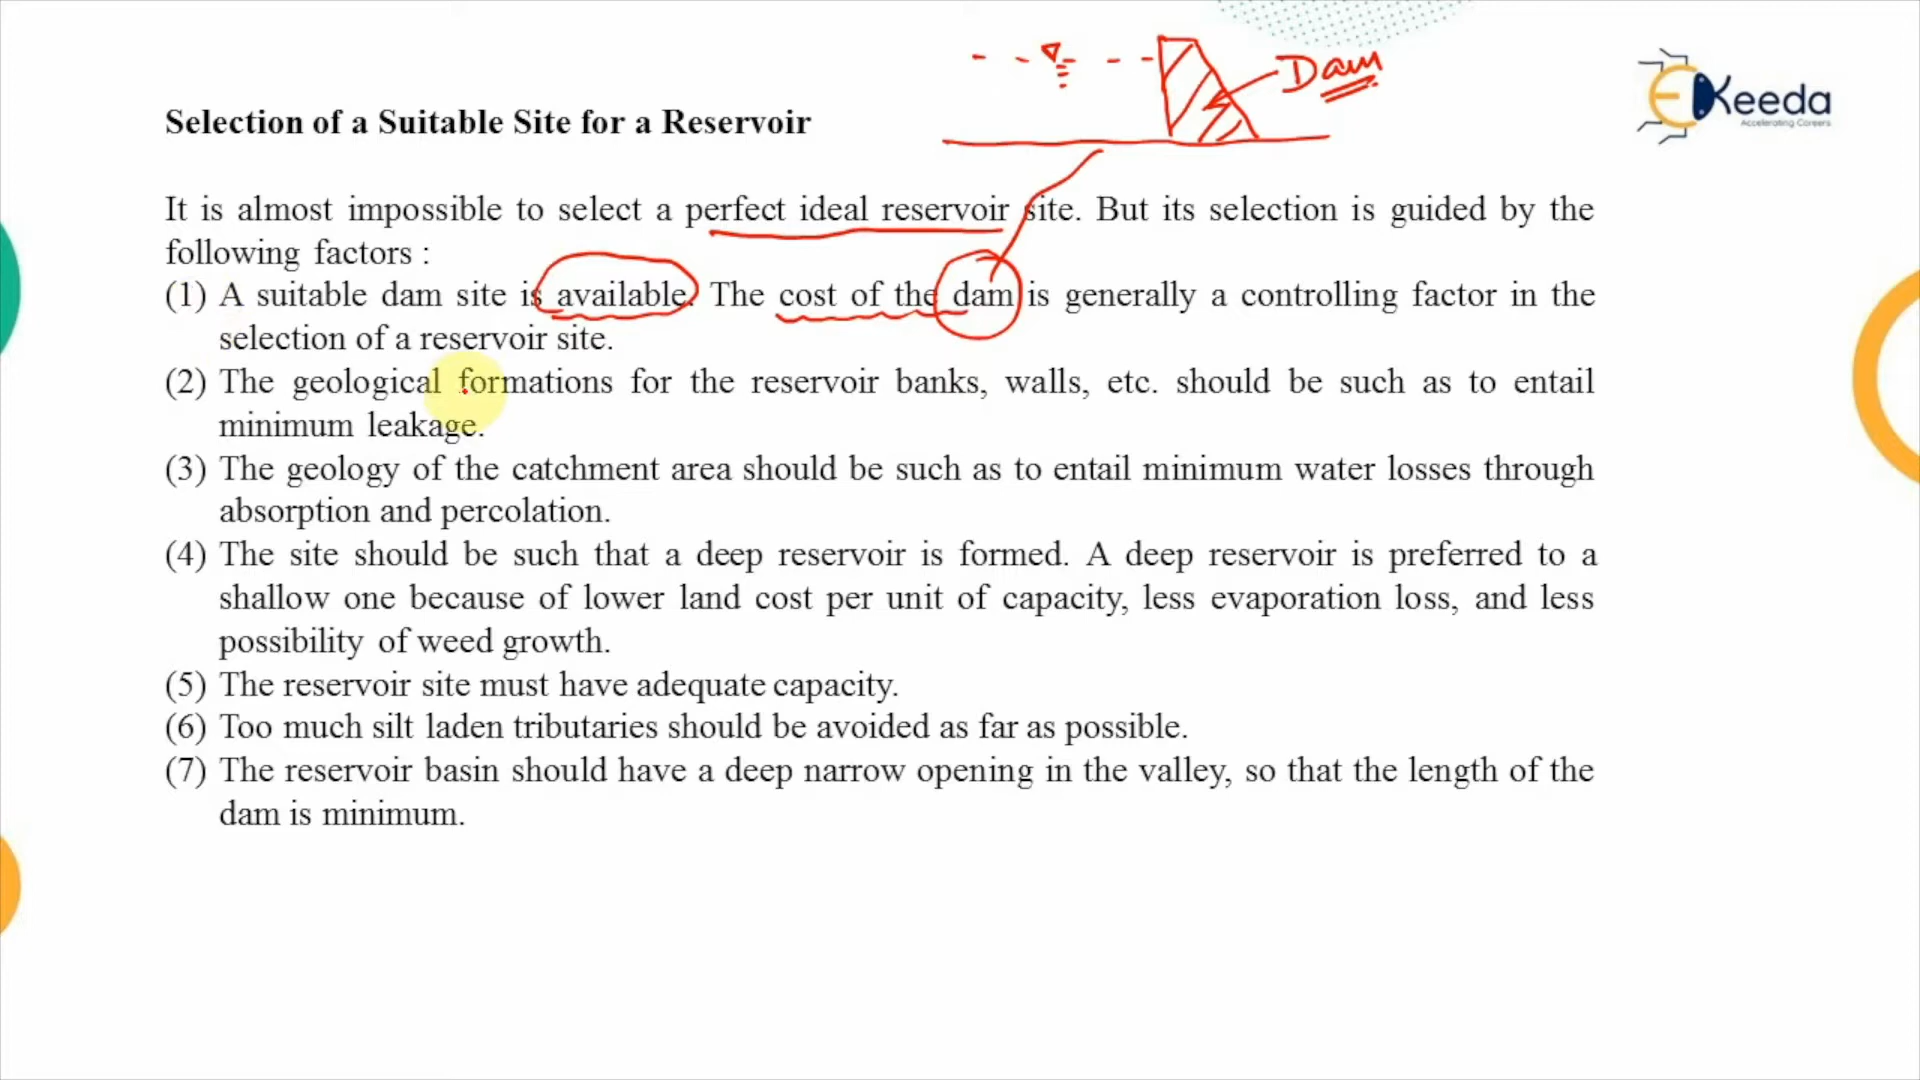 Dam
EKeeda
Accelerating Careers
Selection of a Suitable Site for a Reservoir
It is almost impossible to select a perfect ideal reservoir site. But its selection is guided by the
following factors :
(1) A suitable dam site is available. The cost of the dam is generally a controlling factor in the
selection of a reservoir site.
(2) The geological formations for the reservoir banks, walls, etc. should be such as to entail
minimum leakage.
(3) The geology of the catchment area should be such as to entail minimum water losses through
absorption and percolation.
(4) The site should be such that a deep reservoir is formed. A deep reservoir is preferred to a
shallow one because of lower land cost per unit of capacity, less evaporation loss, and less
possibility of weed growth.
(5) The reservoir site must have adequate capacity.
(6) Too much silt laden tributaries should be avoided as far as possible.
(7) The reservoir basin should have a deep narrow opening in the valley, so that the length of the
dam is minimum.